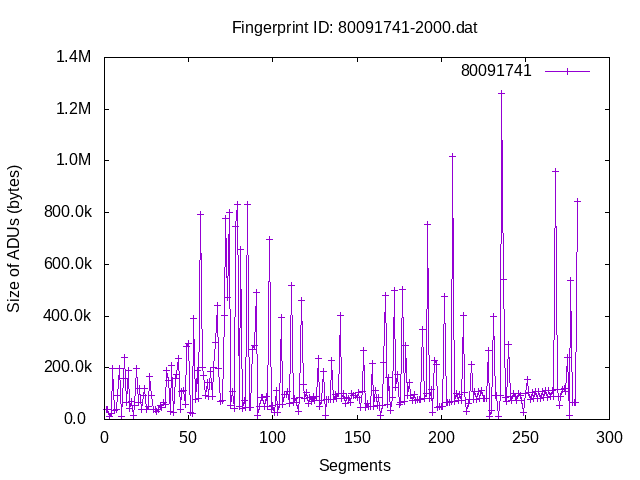 Fingerprint ID: 80091741-2000.dat
80091741
Size of ADUs (bytes)
1.4M
1.2M
1.0M
800.0k
600.0k
400.0k
200.0k
0.0
0 50 100 150 200 250 300
Segments